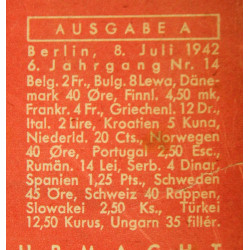 AUSGABE A
Berlin, 8. Juli 1942
6. Jahrgang Nr. 14
Belg. 2 Fr., Bulg. 8 Lewa, Däne-
mark 40 Øre, Finnl. 4,50 mk,
Frankr. 4 Fr., Griechenl. 12 Dr.,
Ital. 2 Lire, Kroatien 5 Kuna,
Niederld. 20 Cts., Norwegen
40 Øre, Portugal 2,50 Esc.,
Rumän. 14 Lei, Serb. 4 Dinar,
Spanien 1,25 Pts., Schweden
45 Öre, Schweiz 40 Rappen,
Slowakei 2,50 Ks., Türkei
12,50 Kurus, Ungarn 35 fillér.